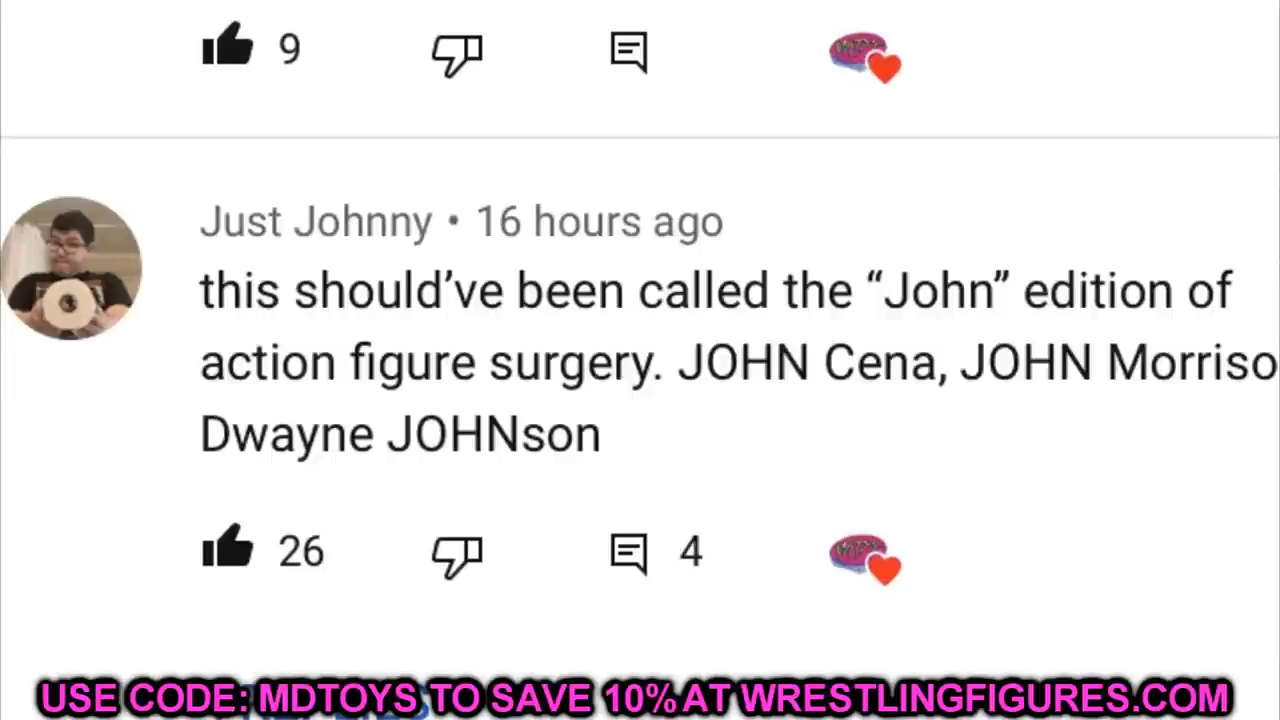 9
Just Johnny • 16 hours ago
this should’ve been called the “John” edition of
action figure surgery. JOHN Cena, JOHN Morriso
Dwayne JOHNson
26
4
USE CODE: MDTOYS TO SAVE 10% AT WRESTLINGFIGURES.COM